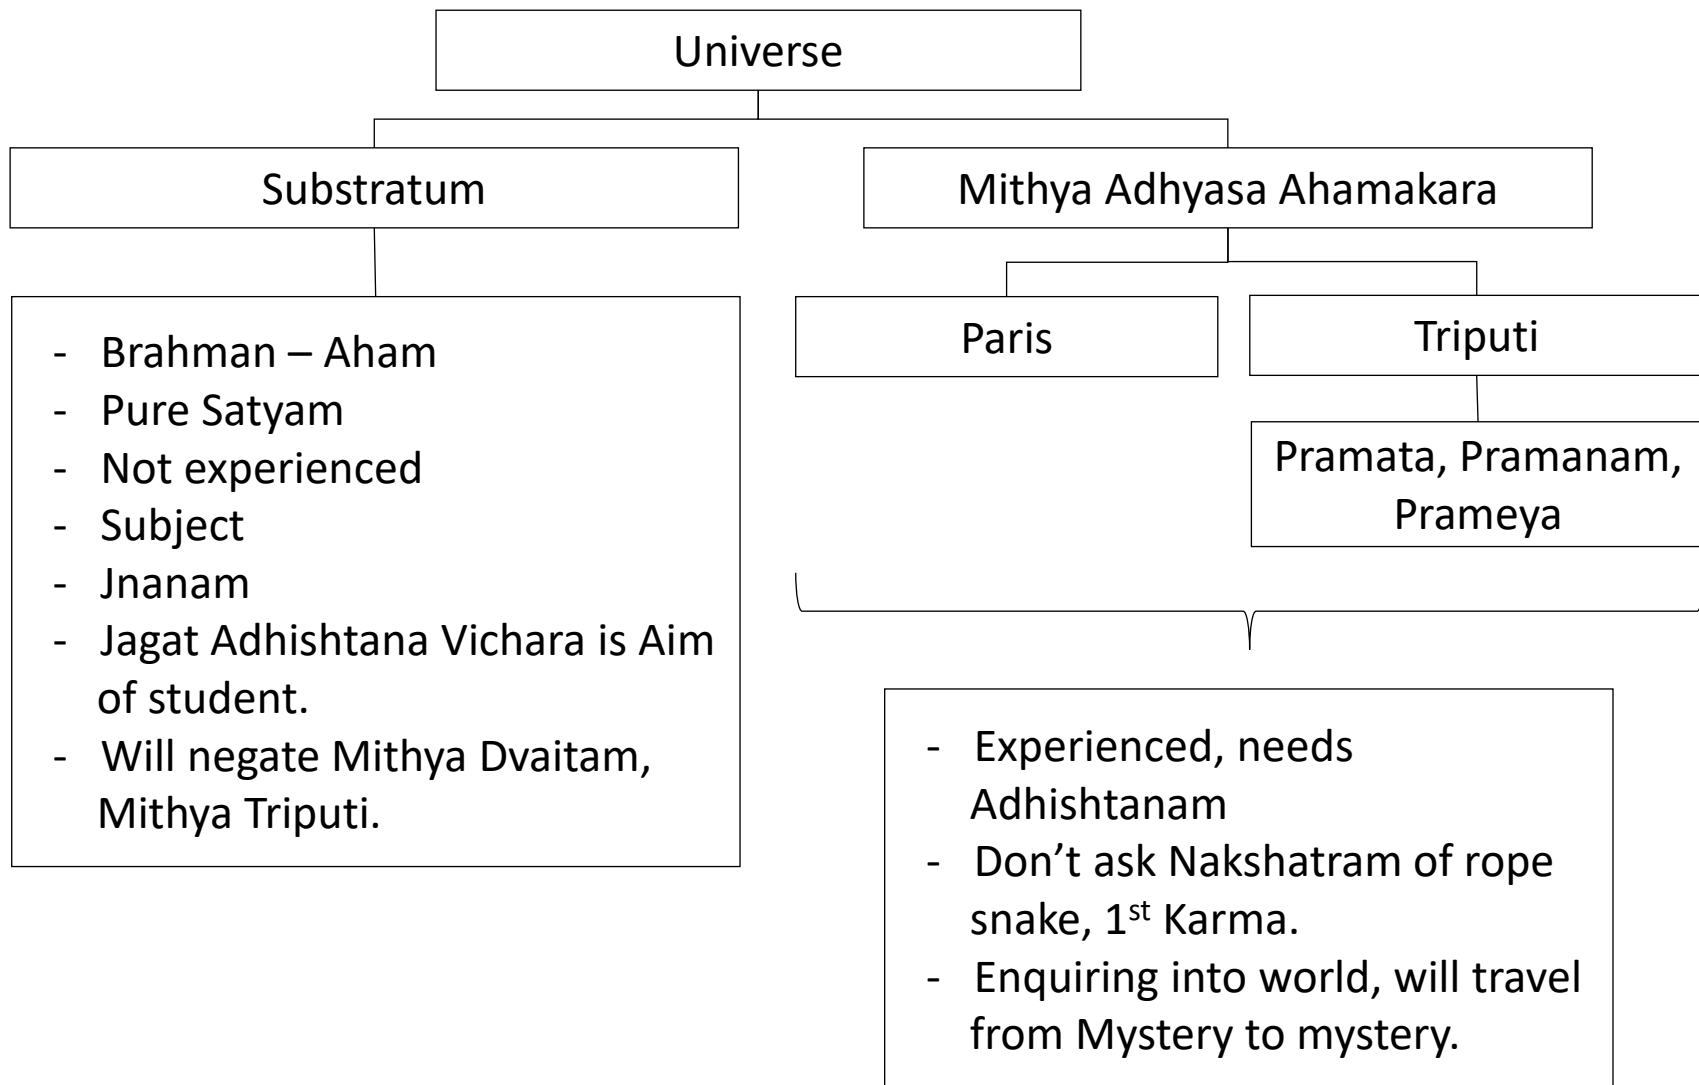 Universe
Substratum
Mithya Adhyasa Ahamakara
- Brahman – Aham
- Pure Satyam
- Not experienced
- Subject
- Jnanam
- Jagat Adhishtana Vichara is Aim
of student.
- Will negate Mithya Dvaitam,
Mithya Triputi.
Paris
Triputi
Pramata, Pramanam,
Prameya
- Experienced, needs
Adhishtanam
- Don’t ask Nakshatram of rope
snake, 1st Karma.
- Enquiring into world, will travel
from Mystery to mystery.